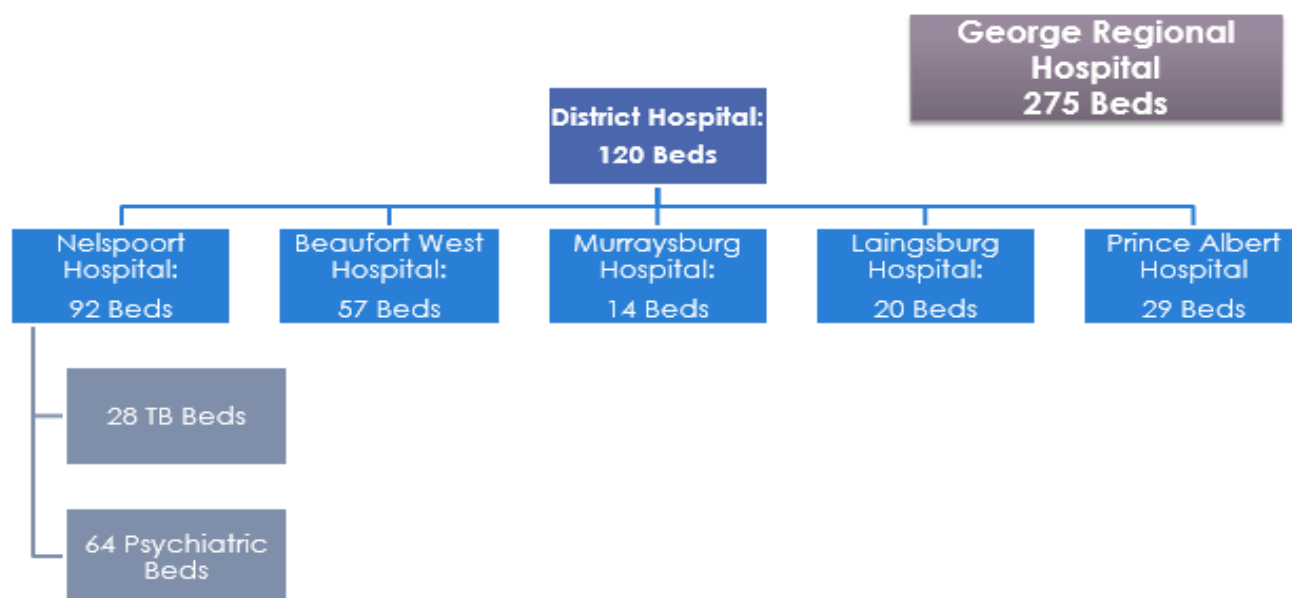 George Regional
Hospital
275 Beds
District Hospital:
120 Beds
Nelspoort
Hospital:
92 Beds
Beaufort West
Hospital:
57 Beds
Murraysburg
Hospital:
14 Beds
Laingsburg
Hospital:
20 Beds
Prince Albert
Hospital
29 Beds
28 TB Beds
64 Psychiatric
Beds